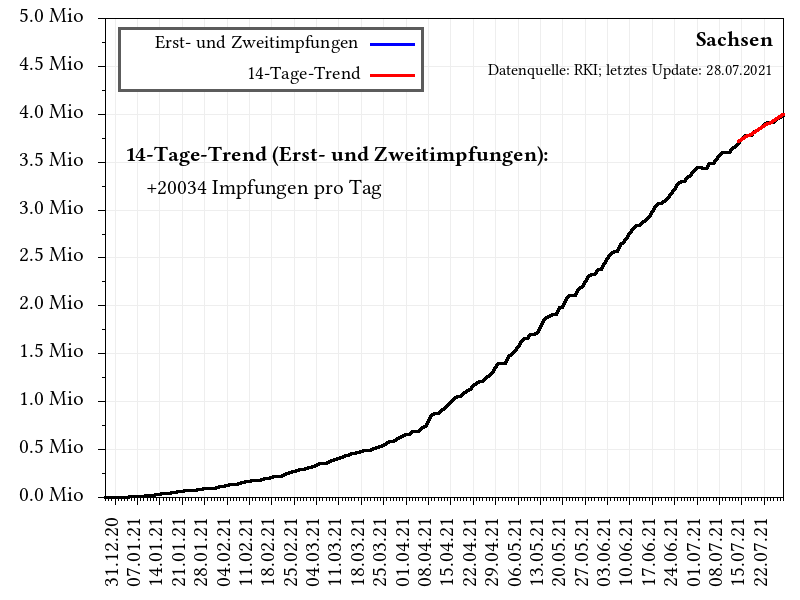 5.0 Mio
4.5 Mio
4.0 Mio
3.5 Mio
3.0 Mio
2.5 Mio
2.0 Mio
1.5 Mio
1.0 Mio
0.5 Mio
0.0 Mio
Erst- und Zweitimpfungen
14-Tage-Trend
Sachsen
Datenquelle: RKI; letztes Update: 28.07.2021
14-Tage-Trend (Erst- und Zweitimpfungen):
+20034 Impfungen pro Tag
31.12.20
07.01.21
14.01.21
21.01.21
28.01.21
04.02.21
11.02.21
18.02.21
25.02.21
04.03.21
11.03.21
18.03.21
25.03.21
01.04.21
08.04.21
15.04.21
22.04.21
29.04.21
06.05.21
13.05.21
20.05.21
27.05.21
03.06.21
10.06.21
17.06.21
24.06.21
01.07.21
08.07.21
15.07.21
22.07.21